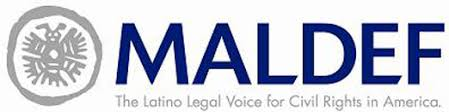 MALDEF
The Latino Legal Voice for Civil Rights in America.